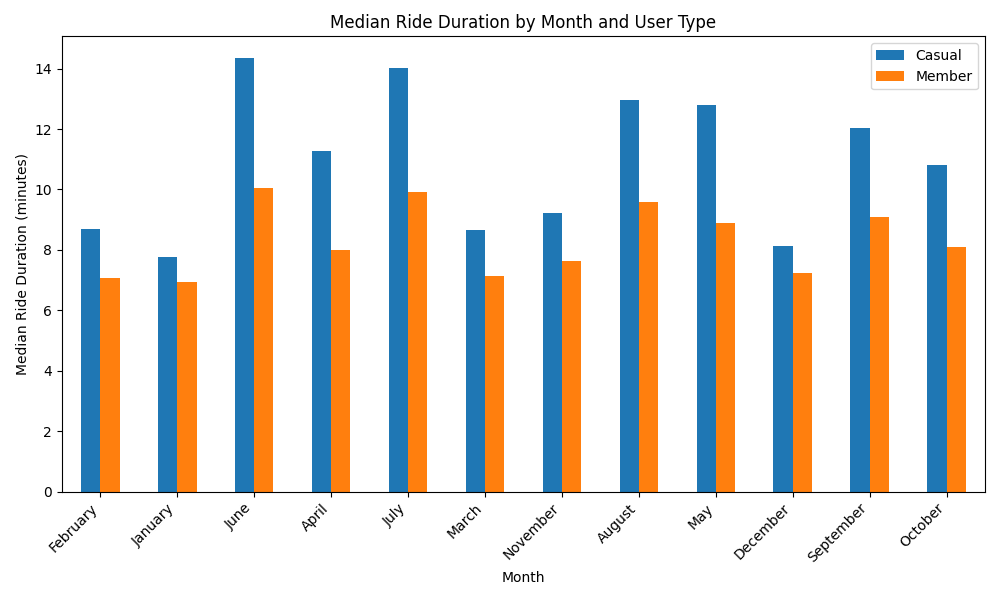 Median Ride Duration by Month and User Type
Casual
Member
Median Ride Duration (minutes)
14
12
10
8
6
4
2
0
February
January
June
April
July
March
November
August
May
December
September
October
Month